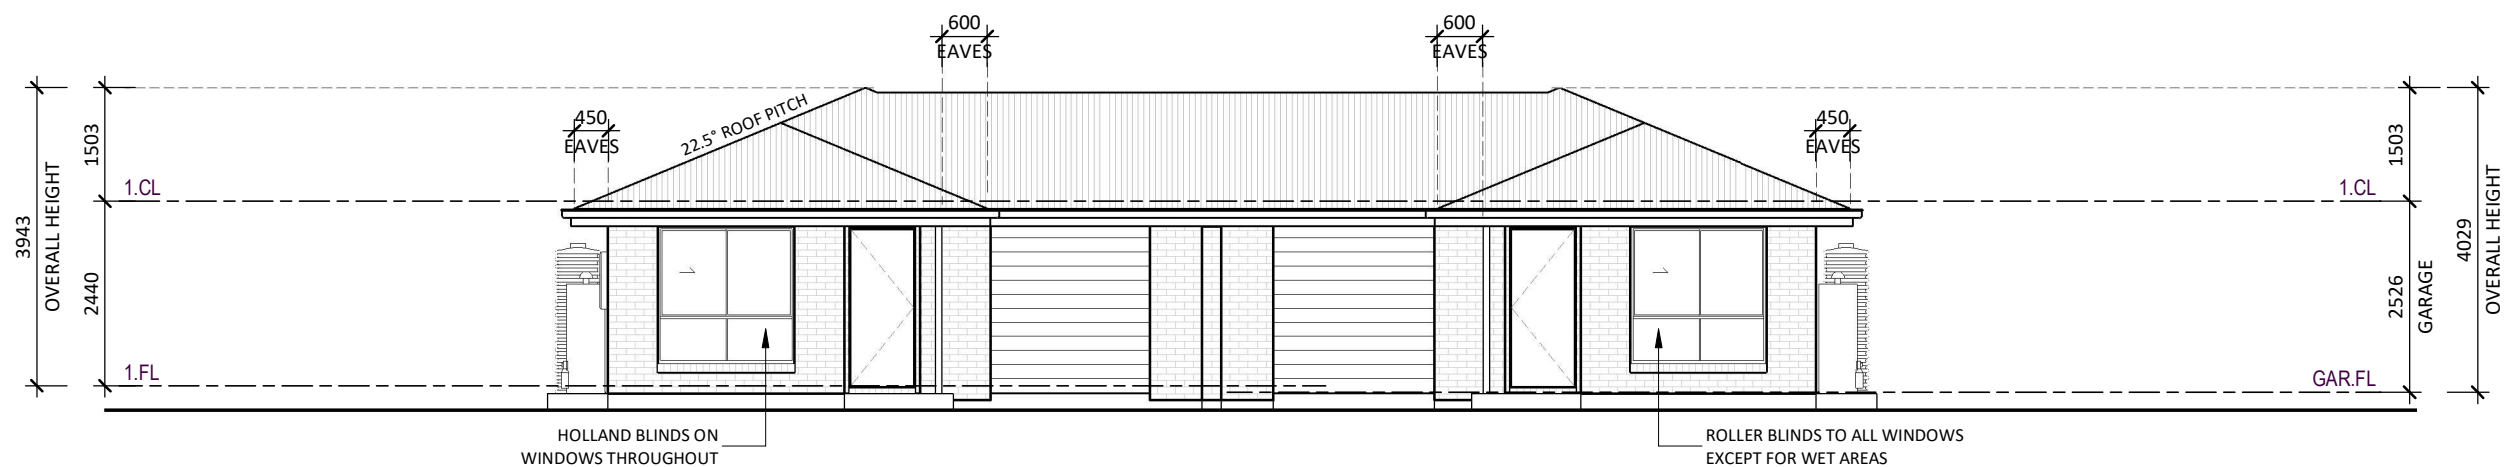 600
EAVES
600
EAVES
450
EAVES
22.5° ROOF PITCH
450
EAVES
1503
1503
1.CL
1.CL
3943
OVERALL HEIGHT
2440
2526
GARAGE
4029
OVERALL HEIGHT
1.FL
GAR.FL
HOLLAND BLINDS ON
WINDOWS THROUGHOUT
ROLLER BLINDS TO ALL WINDOWS
EXCEPT FOR WET AREAS